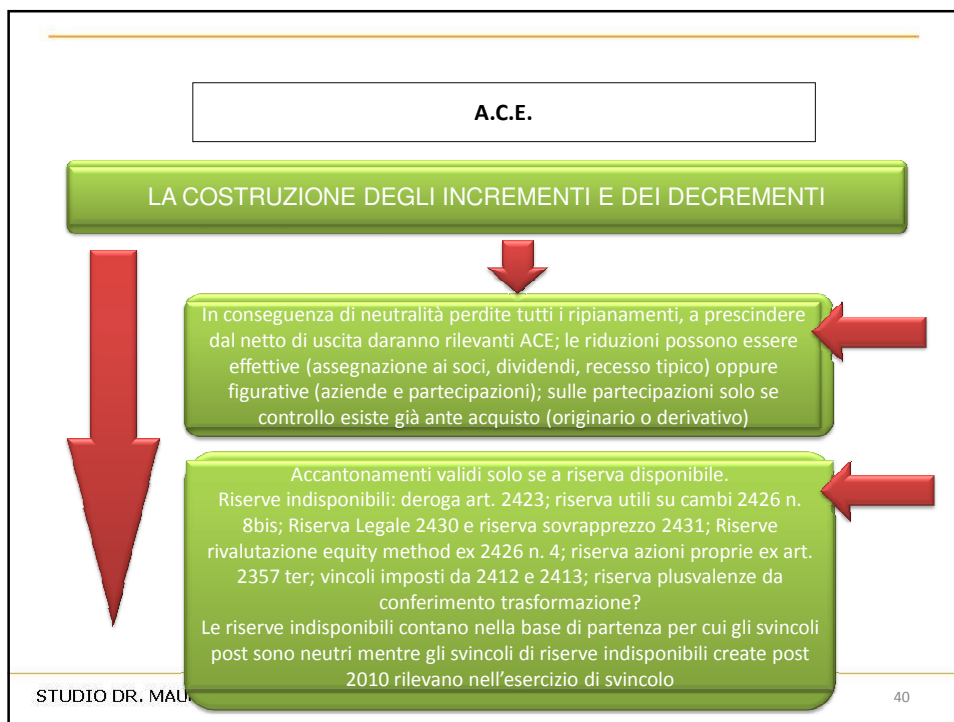 A.C.E.
LA COSTRUZIONE DEGLI INCREMENTI E DEI DECREMENTI
In conseguenza di neutralità perdite tutti i ripianamenti, a prescindere
dal netto di uscita daranno rilevanti ACE; le riduzioni possono essere
effettive (assegnazione ai soci, dividendi, recesso tipico) oppure
figurative (aziende e partecipazioni); sulle partecipazioni solo se
controllo esiste già ante acquisto (originario o derivativo)
Accantonamenti validi solo se a riserva disponibile.
Riserve indisponibili: deroga art. 2423; riserva utili su cambi 2426 n.
8bis; Riserva Legale 2430 e riserva sovrapprezzo 2431; Riserve
rivalutazione equity method ex 2426 n. 4; riserva azioni proprie ex art.
2357 ter; vincoli imposti da 2412 e 2413; riserva plusvalenze da
conferimento trasformazione?
Le riserve indisponibili contano nella base di partenza per cui gli svincoli
post sono neutri mentre gli svincoli di riserve indisponibili create post
2010 rilevano nell'esercizio di svincolo
STUDIO DR.
40